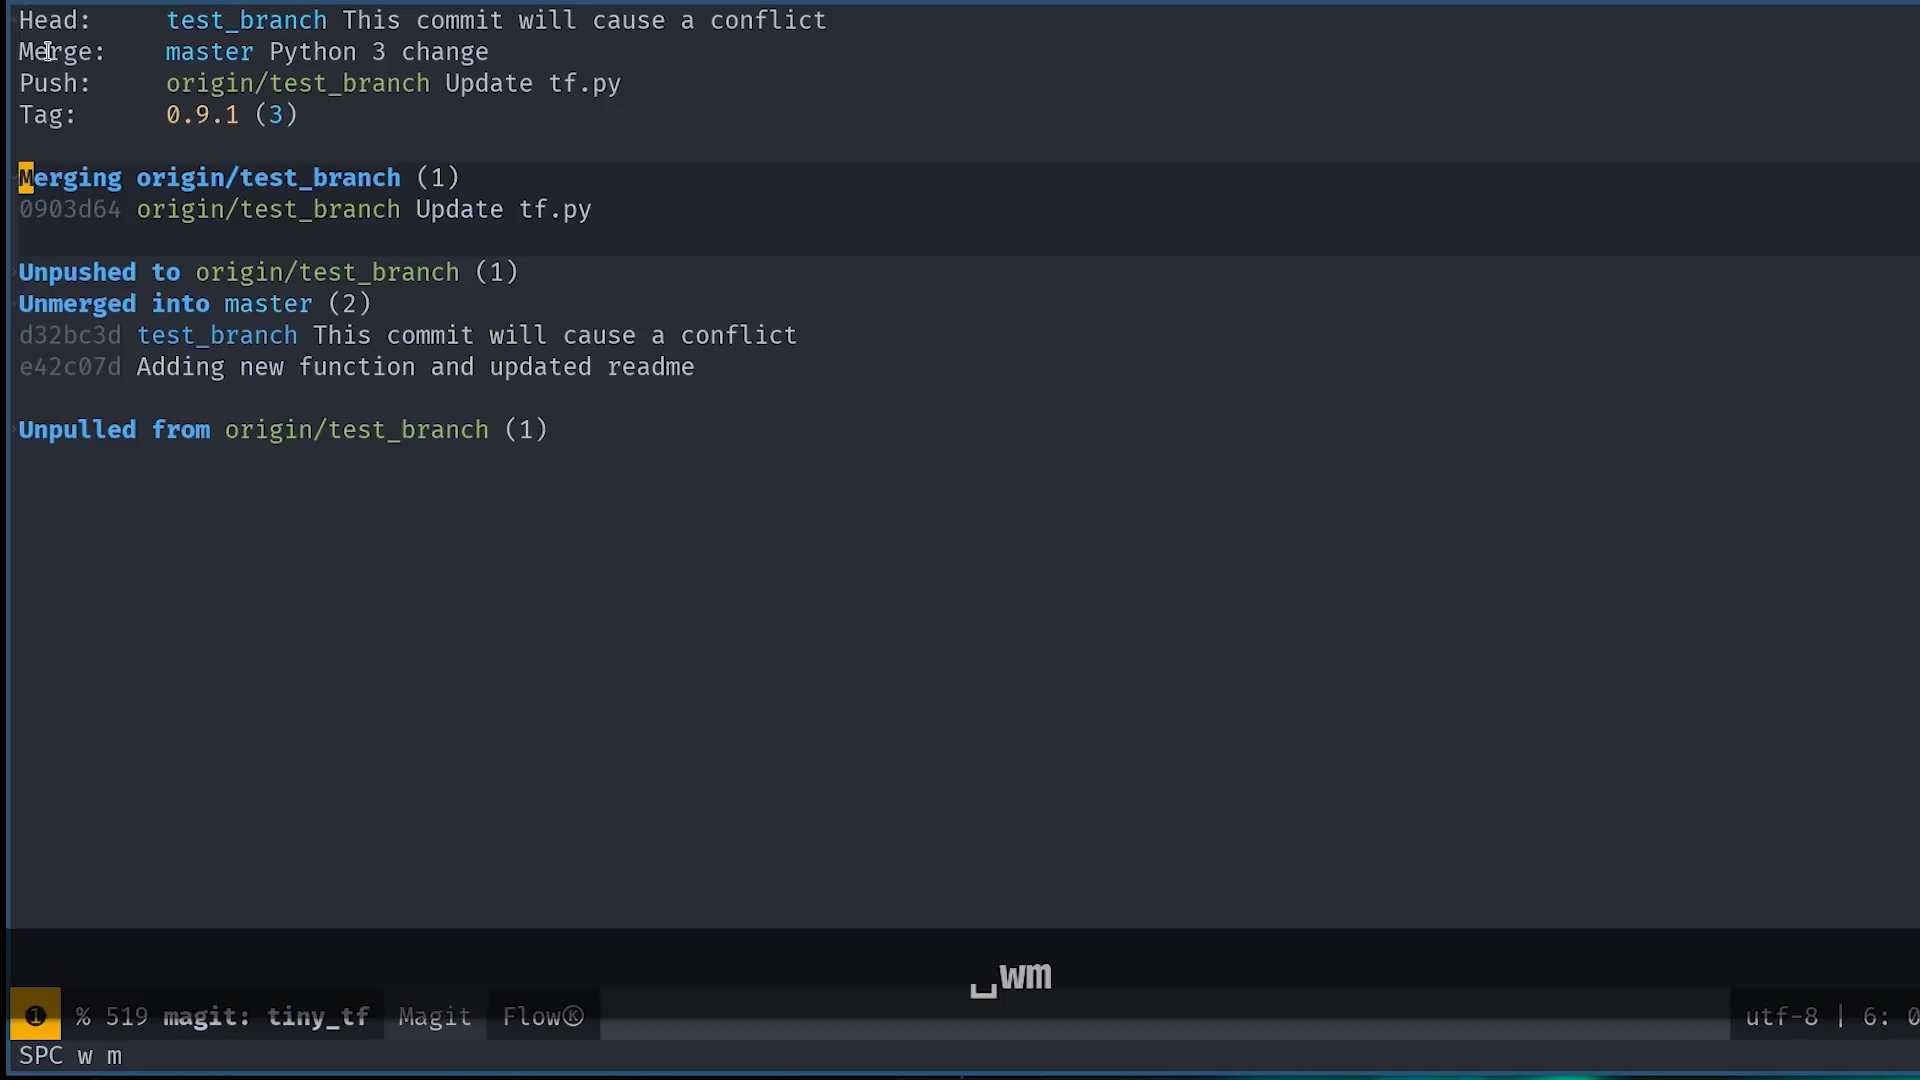 Head: test_branch This commit will cause a conflict
Merge: master Python 3 change
Push: origin/test_branch Update tf.py
Tag: 0.9.1 (3)
Merging origin/test_branch (1)
0903d64 origin/test_branch Update tf.py
Unpushed to origin/test_branch (1)
Unmerged into master (2)
d32bc3d test_branch This commit will cause a conflict
e42c07d Adding new function and updated readme
Unpulled from origin/test_branch (1)
␣wm
❶ % 519 magit: tiny_tf Magit FlowⓀ utf-8 | 6: 0
SPC w m